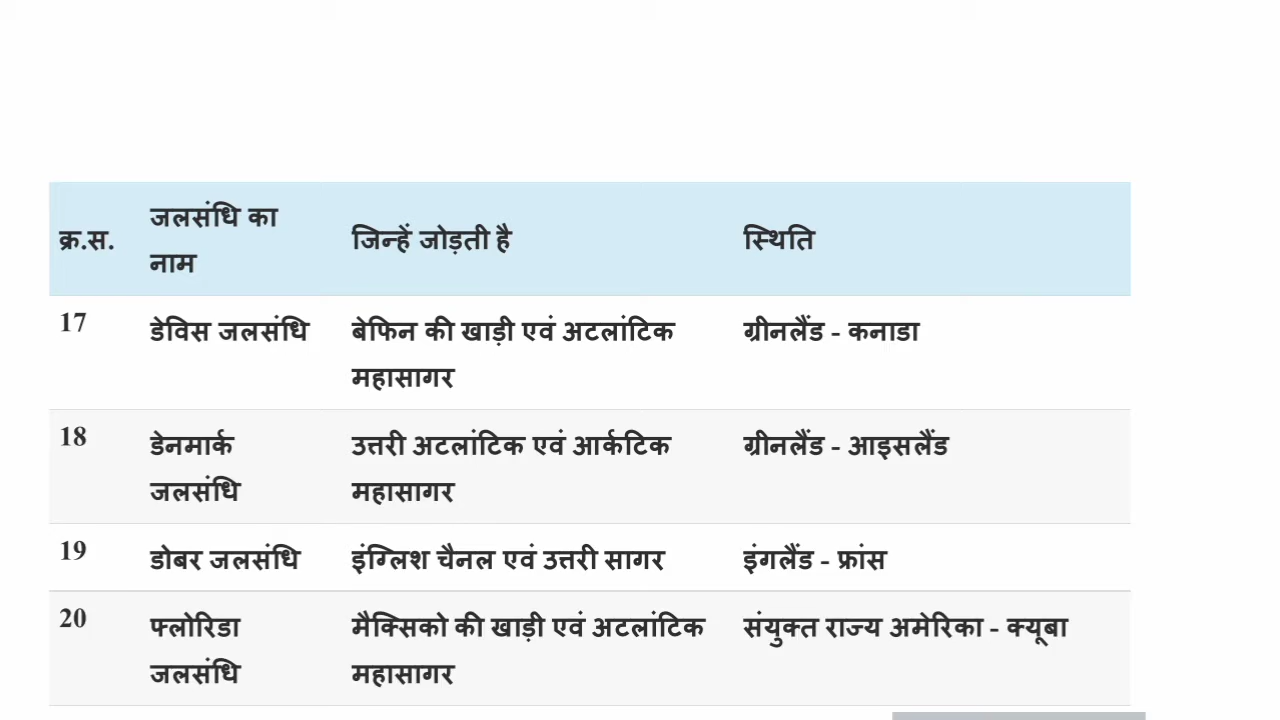 क्र.स. जलसंधि का नाम जिन्हें जोड़ती है स्थिति
17 डेविस जलसंधि बेफिन की खाड़ी एवं अटलांटिक महासागर ग्रीनलैंड - कनाडा
18 डेनमार्क जलसंधि उत्तरी अटलांटिक एवं आर्कटिक महासागर ग्रीनलैंड - आइसलैंड
19 डोबर जलसंधि इंग्लिश चैनल एवं उत्तरी सागर इंगलैंड - फ्रांस
20 फ्लोरिडा जलसंधि मैक्सिको की खाड़ी एवं अटलांटिक महासागर संयुक्त राज्य अमेरिका - क्यूबा